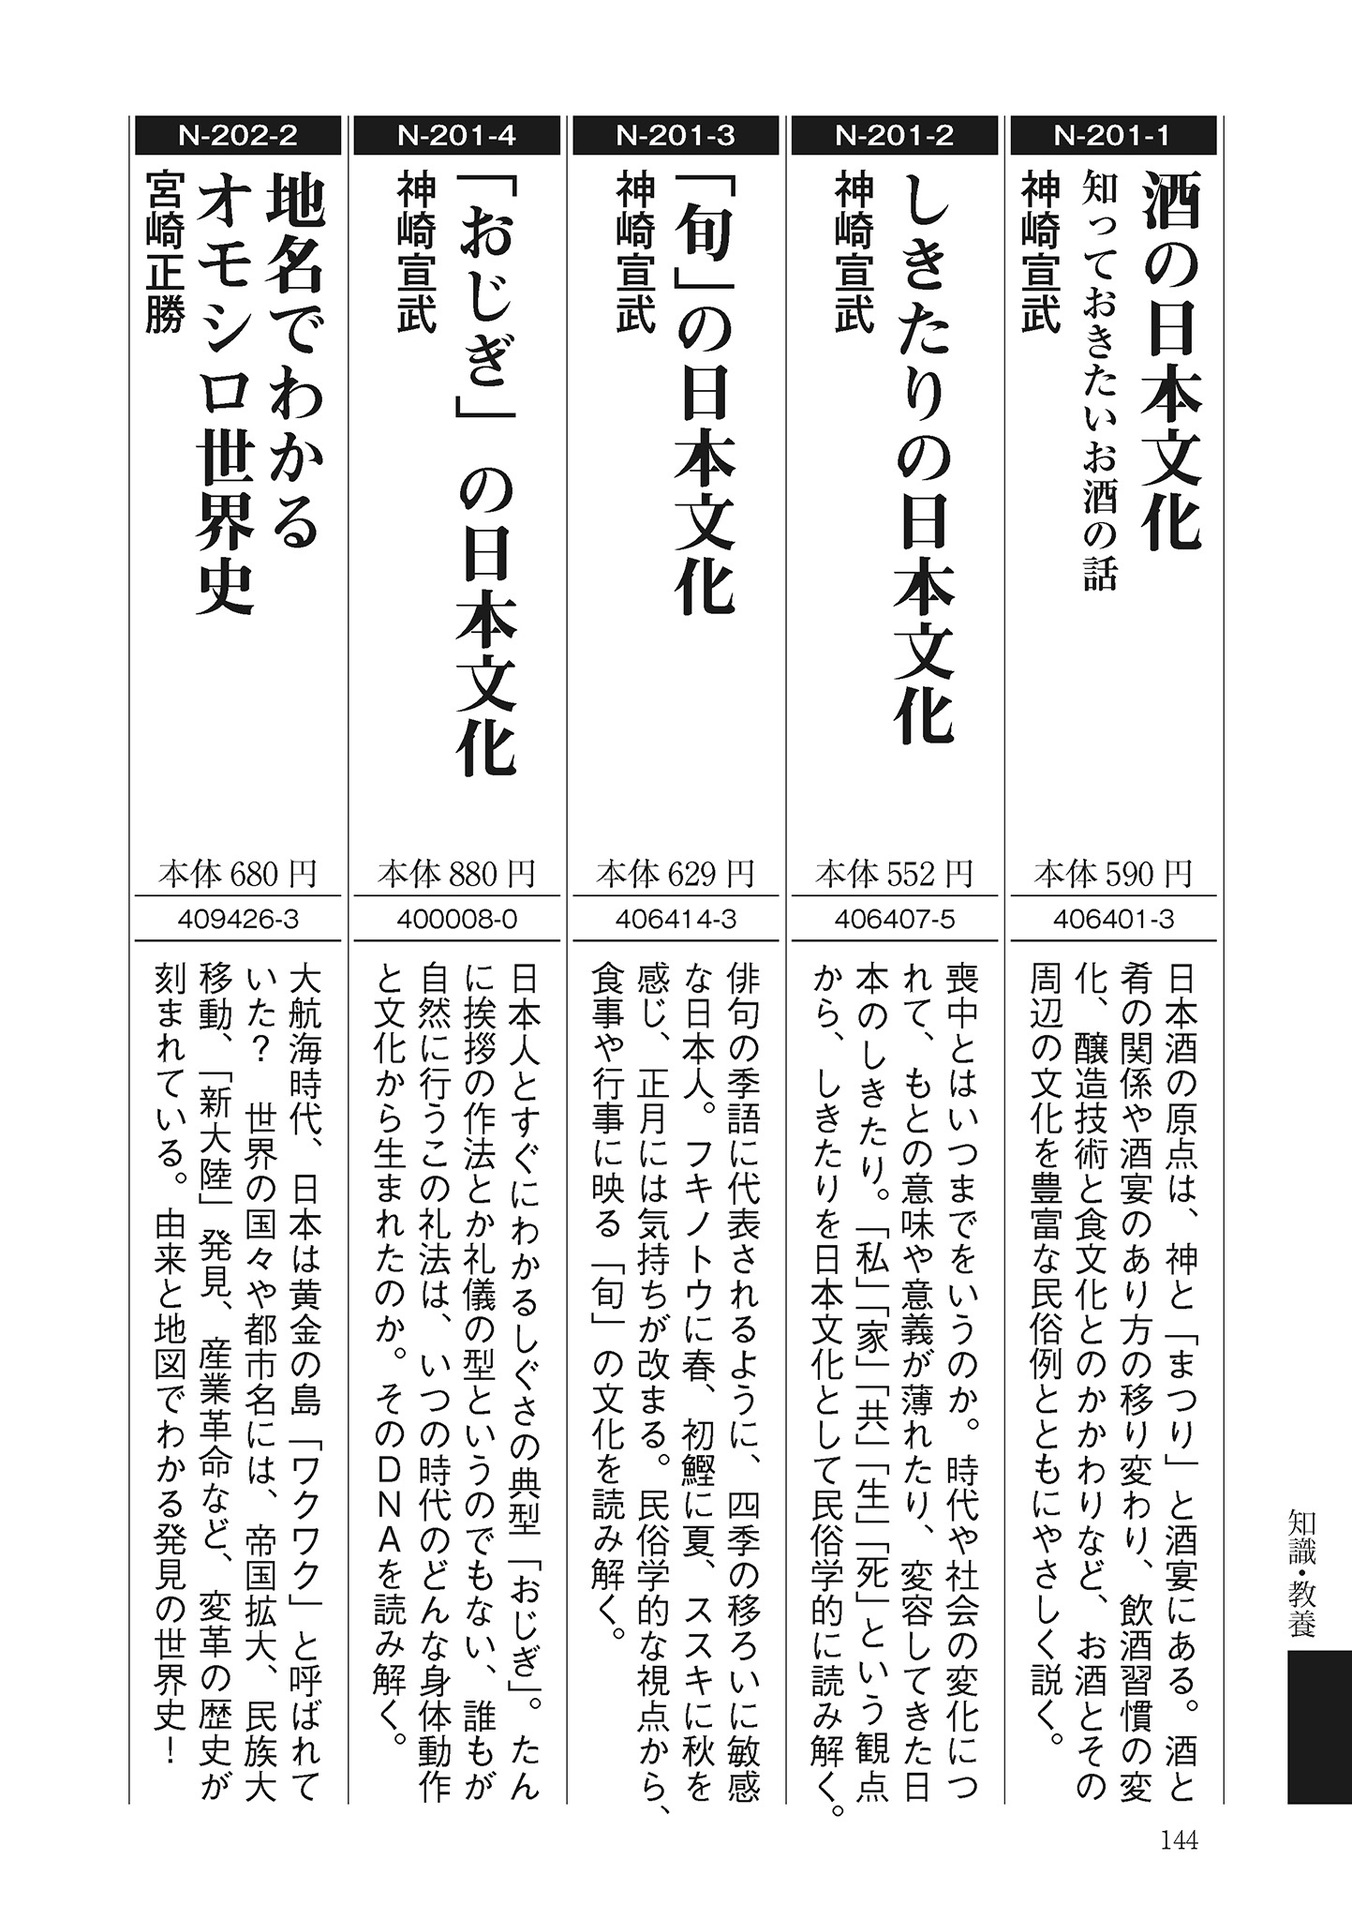 N-201-1
酒の日本文化
知っておきたいお酒の話
神崎宣武
本体590円
406401-3
日本酒の原点は、神と「まつり」と酒宴にある。酒と
肴の関係や酒宴のあり方の移り変わり、飲酒習慣の変
化、醸造技術と食文化とのかかわりなど、お酒とその
周辺の文化を豊富な民俗例とともにやさしく説く。
N-201-2
しきたりの日本文化
神崎宣武
本体552円
406407-5
喪中とはいつまでをいうのか。時代や社会の変化につ
れて、もとの意味や意義が薄れたり、変容してきた日
本のしきたり。「私」「家」「共」「生」「死」という観点
から、しきたりを日本文化として民俗学的に読み解く。
N-201-3
「旬」の日本文化
神崎宣武
本体629円
406414-3
俳句の季語に代表されるように、四季の移ろいに敏感
な日本人。フキノトウに春、初鰹に夏、ススキに秋を
感じ、正月には気持ちが改まる。民俗学的な視点から、
食事や行事に映る「旬」の文化を読み解く。
N-201-4
「おじぎ」の日本文化
神崎宣武
本体880円
400008-0
日本人とすぐにわかるしぐさの典型「おじぎ」。たん
に挨拶の作法とか礼儀の型というのでもない、誰もが
自然に行うこの礼法は、いつの時代のどんな身体動作
と文化から生まれたのか。そのDNAを読み解く。
N-202-2
地名でわかる
オモシロ世界史
宮崎正勝
本体680円
409426-3
大航海時代、日本は黄金の島「ワクワク」と呼ばれて
いた? 世界の国々や都市名には、帝国拡大、民族大
移動、「新大陸」発見、産業革命など、変革の歴史が
刻まれている。由来と地図でわかる発見の世界史!
知識・教養
144